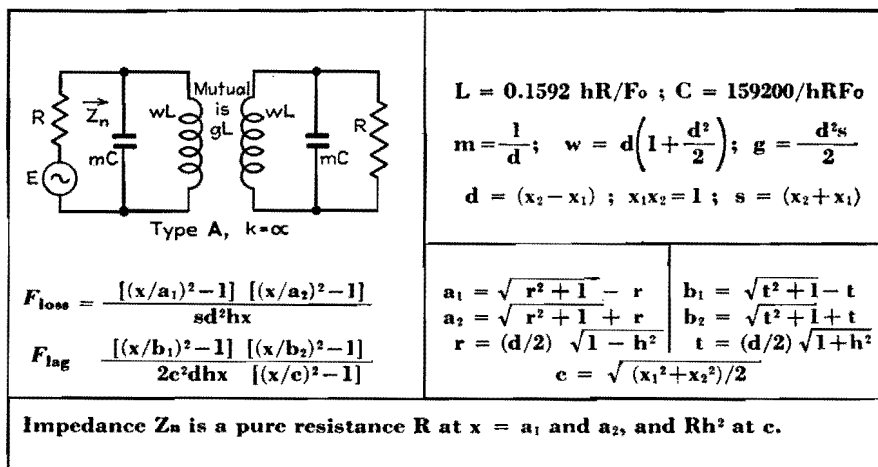 R
Z̅n
mC
wL
Mutual
is
gL
wL
mC
R
E
Type A, k=∝
L = 0.1592 hR/Fo ; C = 159200/hRFo
m = 1/d; w = d(1+d²/2); g = d²s/2
d = (x₂−x₁) ; x₁x₂=1 ; s = (x₂+x₁)
F_loss = [(x/a₁)²−1] [(x/a₂)²−1] / sd²hx
F_lag [(x/b₁)²−1] [(x/b₂)²−1] / 2c²dhx [(x/c)²−1]
a₁ = √(r²+1) − r
a₂ = √(r²+1) + r
r = (d/2) √(1−h²)
b₁ = √(t²+1) − t
b₂ = √(t²+1) + t
t = (d/2) √(1+h²)
c = √((x₁²+x₂²)/2)
Impedance Zn is a pure resistance R at x = a₁ and a₂, and Rh² at c.